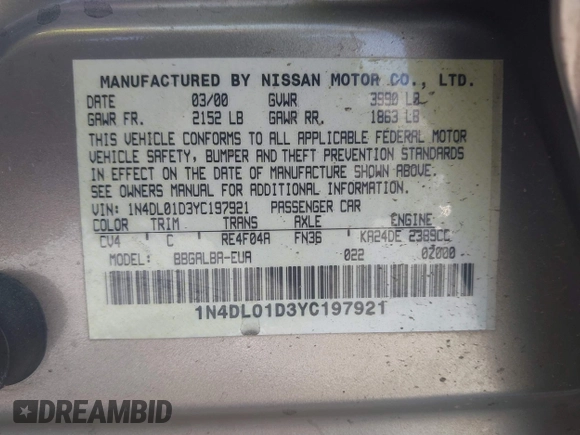 MANUFACTURED BY NISSAN MOTOR CO., LTD.
DATE 03/00 GVWR 3990 LB
GAWR FR. 2152 LB GAWR RR. 1863 LB
THIS VEHICLE CONFORMS TO ALL APPLICABLE FEDERAL MOTOR
VEHICLE SAFETY, BUMPER AND THEFT PREVENTION STANDARDS
IN EFFECT ON THE DATE OF MANUFACTURE SHOWN ABOVE.
SEE OWNERS MANUAL FOR ADDITIONAL INFORMATION.
VIN: 1N4DL01D3YC197921 PASSENGER CAR
COLOR TRIM TRANS AXLE ENGINE
CV4 C RE4F04A FN36 KA24DE 2389CC
MODEL: BBGALBA-EUA 022 02000
1N4DL01D3YC197921
DREAMBID